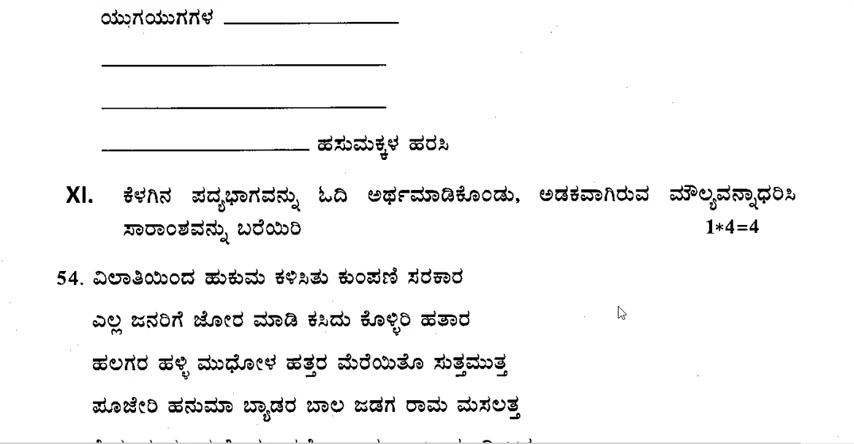 ಯುಗಯುಗಗಳ
ಹಸುಮಕ್ಕಳ ಹರಸಿ
XI. ಕೆಳಗಿನ ಪದ್ಯಭಾಗವನ್ನು ಓದಿ ಅರ್ಥಮಾಡಿಕೊಂಡು, ಅಡಕವಾಗಿರುವ ಮೌಲ್ಯವನ್ನಾಧರಿಸಿ
ಸಾರಾಂಶವನ್ನು ಬರೆಯಿರಿ 1*4=4
54. ವಿಲಾತಿಯಿಂದ ಹುಕುಮ ಕಳಿಸಿತು ಕುಂಪಣಿ ಸರಕಾರ
ಎಲ್ಲ ಜನರಿಗೆ ಜೋರ ಮಾಡಿ ಕಸಿದು ಕೊಳ್ಳಿರಿ ಹತಾರ
ಹಲಗರ ಹಳ್ಳಿ ಮುಧೋಳ ಹತ್ತರ ಮೆರೆಯಿತೊ ಸುತ್ತಮುತ್ತ
ಪೂಜೇರಿ ಹನುಮಾ ಬ್ಯಾಡರ ಬಾಲ ಜಡಗ ರಾಮ ಮಸಲತ್ತ